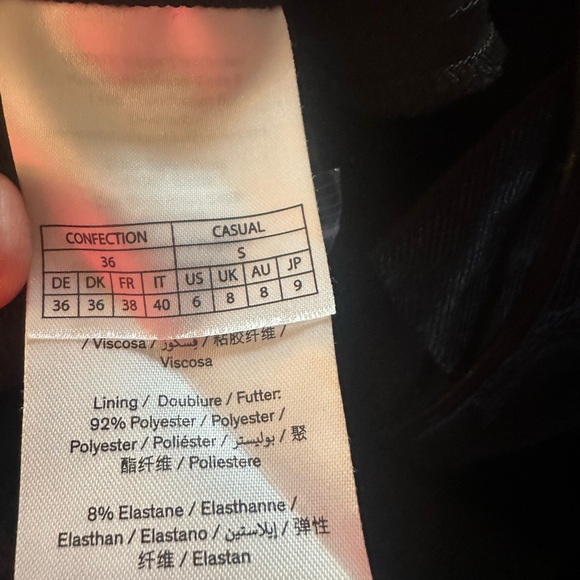 CONFECTION CASUAL
36 S
DE DK FR IT US UK AU JP
36 36 38 40 6 8 8 9
/ Viscosa / فسكوز / 粘胶纤维 /
Viscosa
Lining / Doublure / Futter:
92% Polyester / Polyester /
Polyester / Poliéster / بوليستر / 聚
酯纤维 / Poliestere
8% Elastane / Elasthanne /
Elasthan / Elastano / إيلاستين / 弹性
纤维 / Elastan